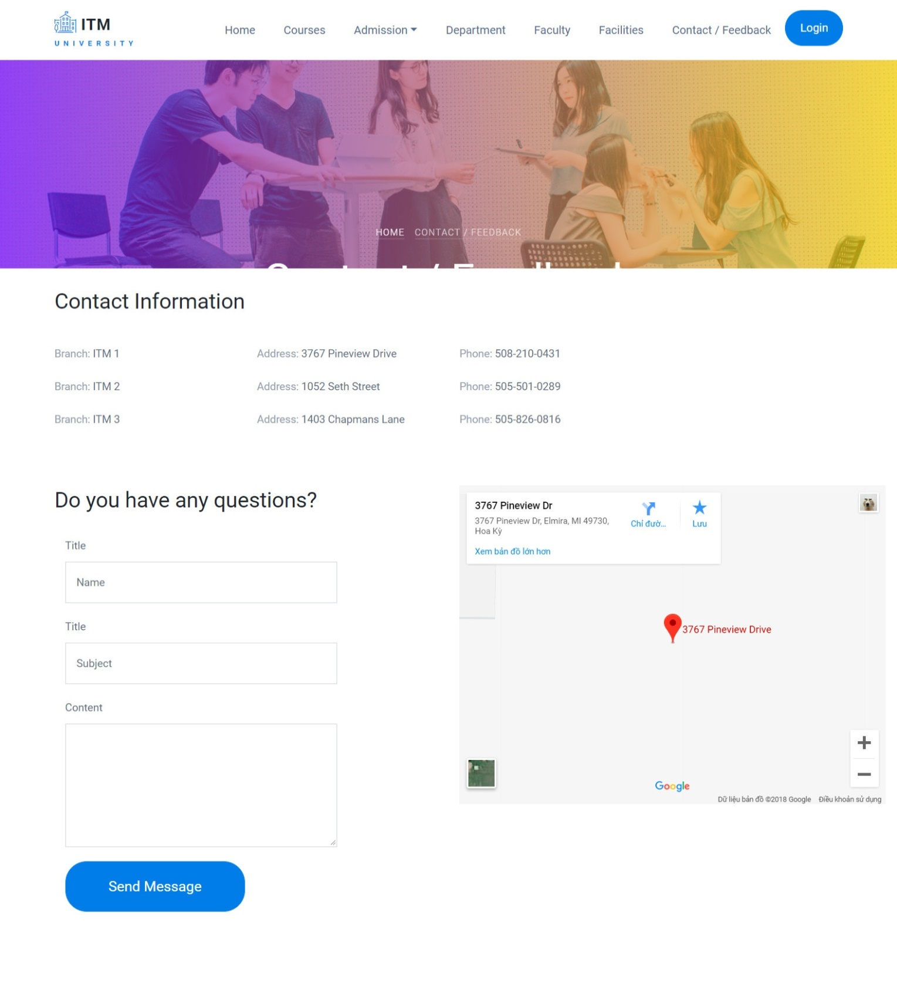 ITM
UNIVERSITY
Home Courses Admission Department Faculty Facilities Contact / Feedback Login
HOME CONTACT / FEEDBACK
Contact / Feedback
Contact Information
Branch: ITM 1 Address: 3767 Pineview Drive Phone: 508-210-0431
Branch: ITM 2 Address: 1052 Seth Street Phone: 505-501-0289
Branch: ITM 3 Address: 1403 Chapmans Lane Phone: 505-826-0816
Do you have any questions?
Title
Name
Title
Subject
Content
Send Message
3767 Pineview Dr
3767 Pineview Dr, Elmira, MI 49730,
Hoa Kỳ
Chỉ đườ...
Lưu
Xem bản đồ lớn hơn
3767 Pineview Drive
Google
Dữ liệu bản đồ ©2018 Google Điều khoản sử dụng